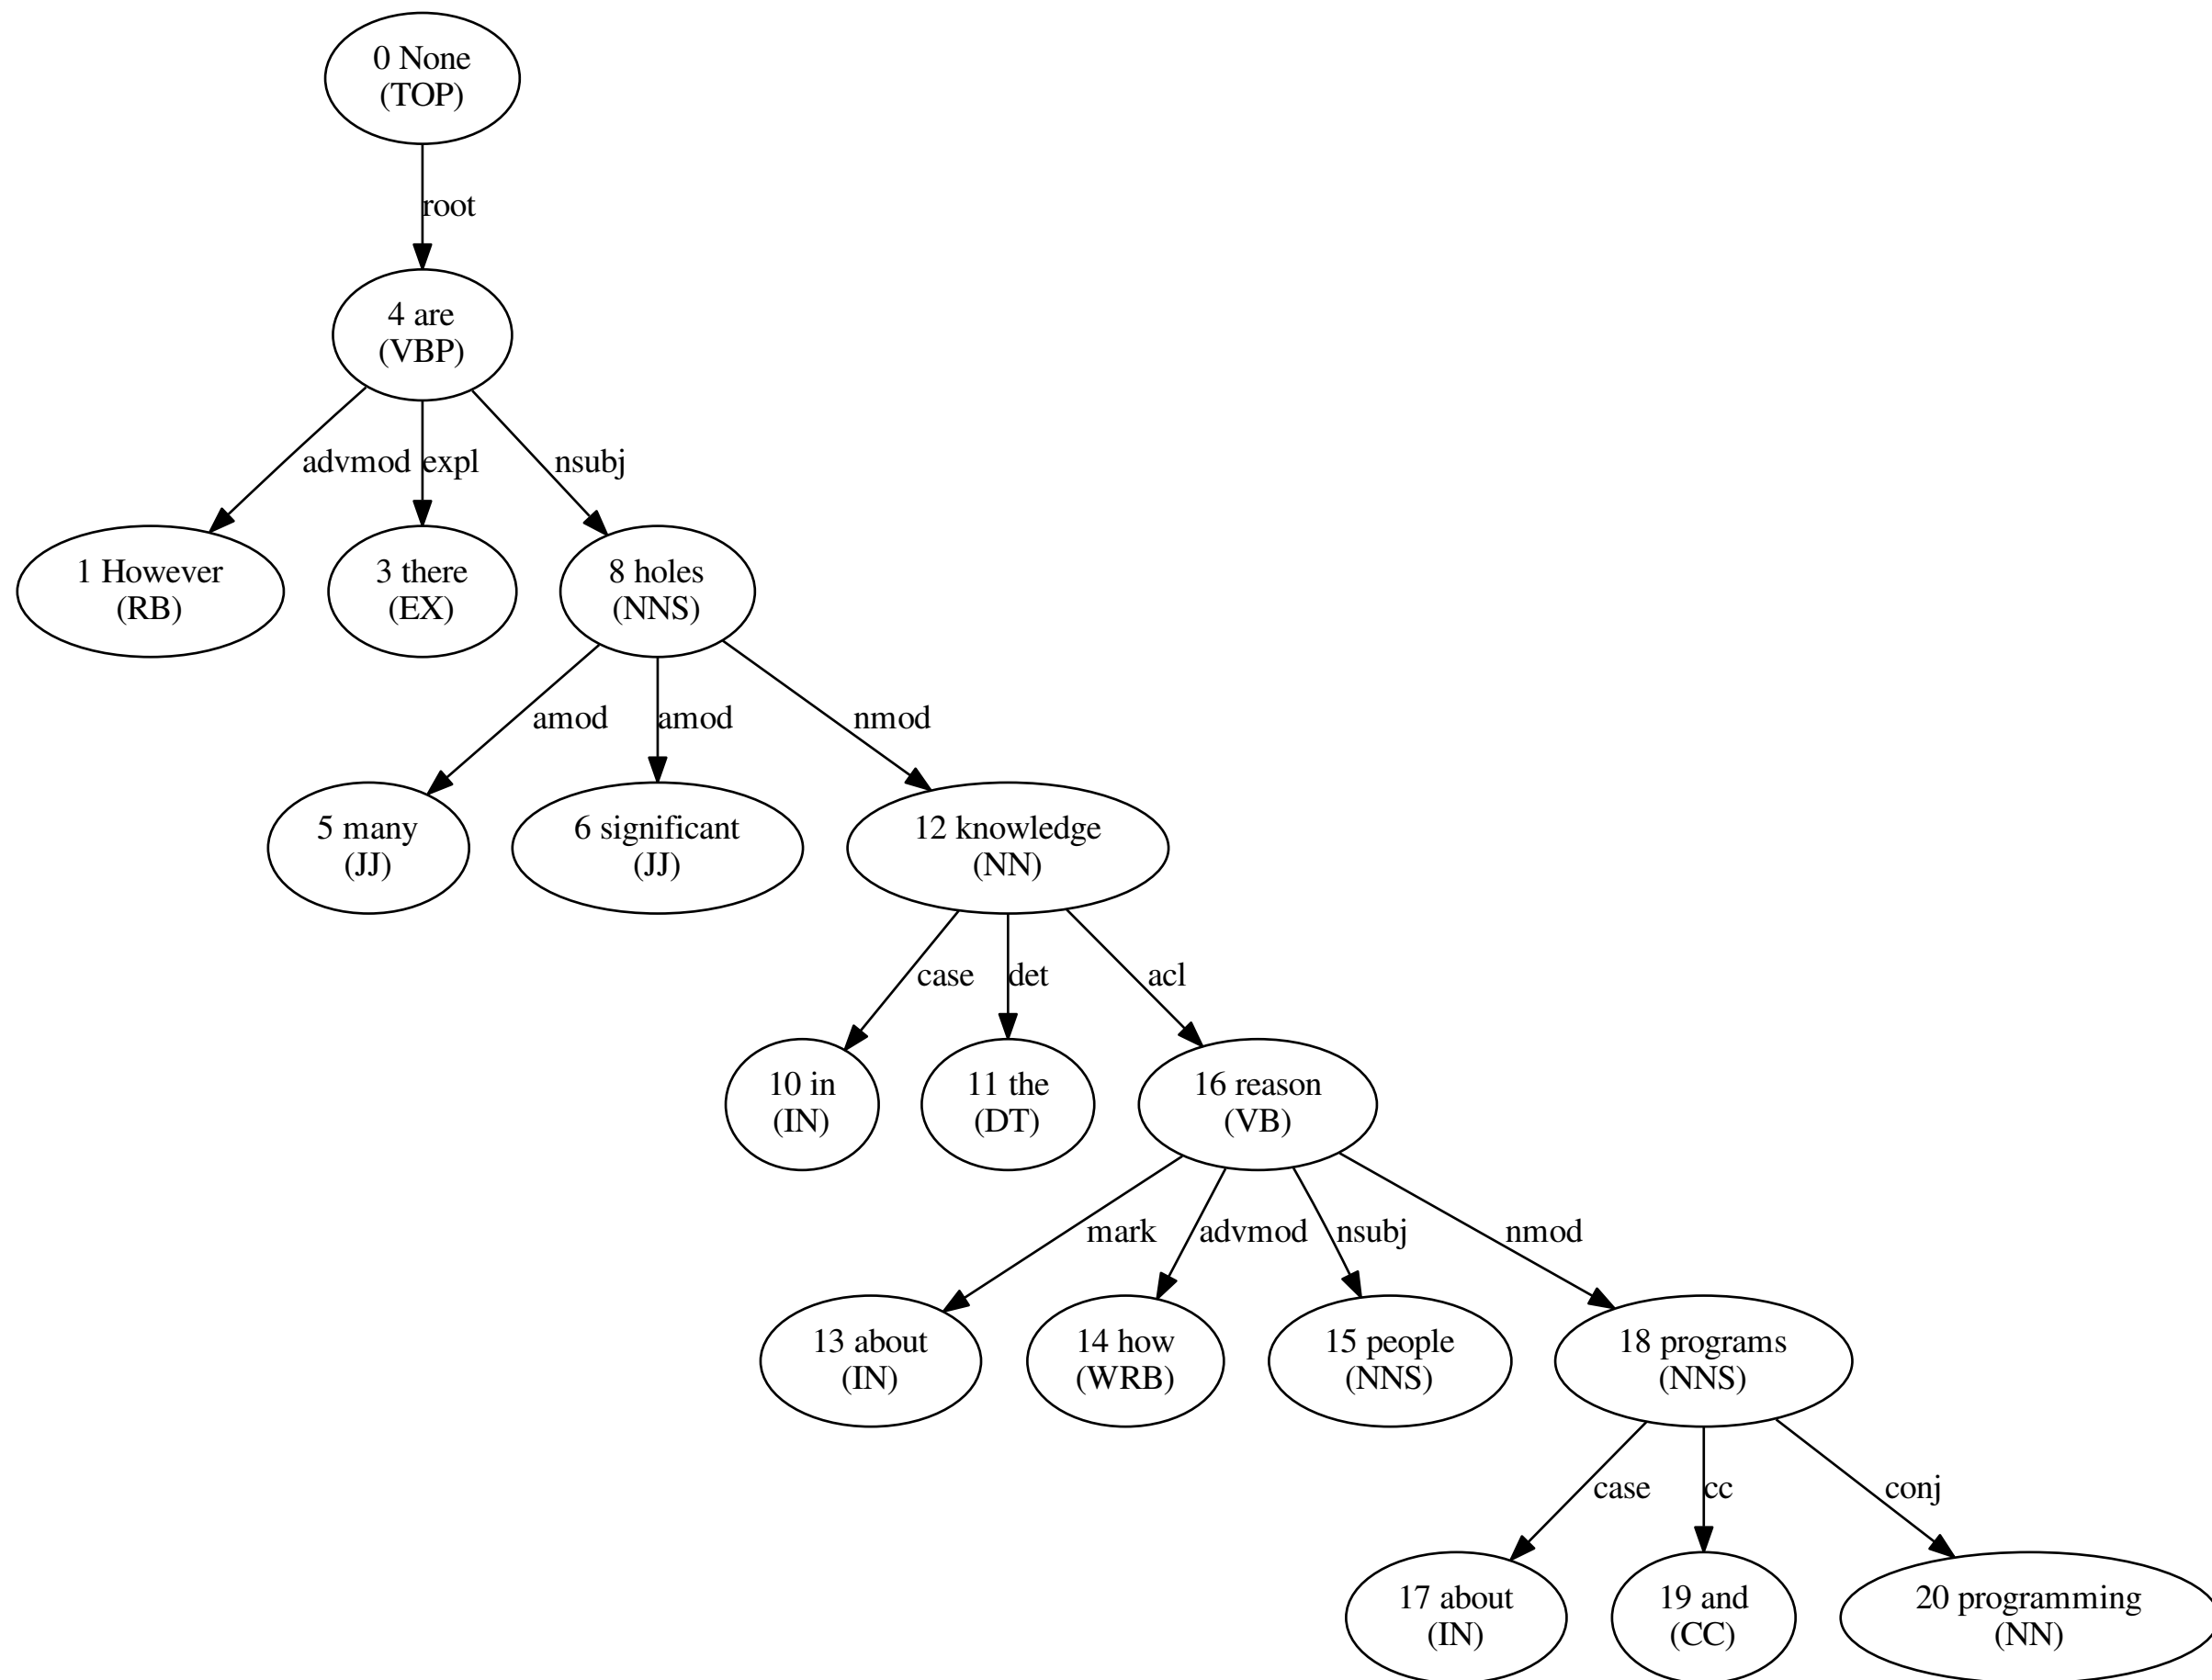 0 None
(TOP)
root
4 are
(VBP)
advmod
expl
nsubj
1 However
(RB)
3 there
(EX)
8 holes
(NNS)
amod
amod
nmod
5 many
(JJ)
6 significant
(JJ)
12 knowledge
(NN)
case
det
acl
10 in
(IN)
11 the
(DT)
16 reason
(VB)
mark
advmod
nsubj
nmod
13 about
(IN)
14 how
(WRB)
15 people
(NNS)
18 programs
(NNS)
case
cc
conj
17 about
(IN)
19 and
(CC)
20 programming
(NN)